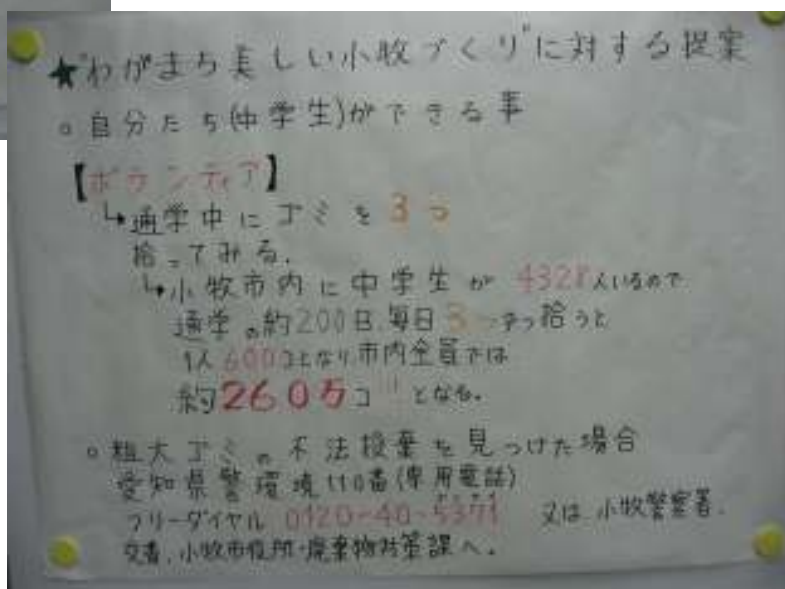 ★"わがまち美しい小牧づくり"に対する提案
○自分たち(中学生)ができる事
【ボランティア】
↳通学中にゴミを3つ
拾ってみる。
↳小牧市内に中学生が4328人いるので
通学の約200日、毎日3つずつ拾うと
1人600コとなり、市内全員では
約260万コ!!となる。
○粗大ゴミの不法投棄を見つけた場合
愛知県警環境110番(専用電話)
フリーダイヤル 0120-40-5371 又は、小牧警察署、
交番、小牧市役所・廃棄物対策課へ。